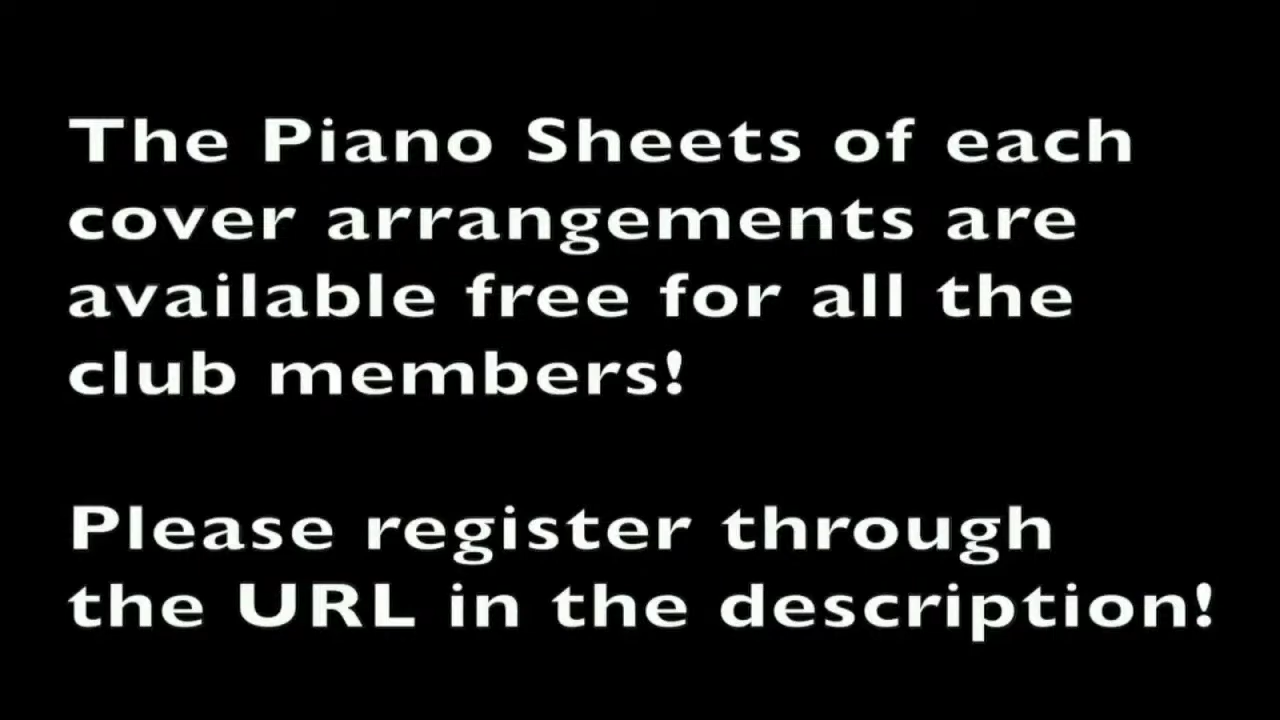 The Piano Sheets of each
cover arrangements are
available free for all the
club members!
Please register through
the URL in the description!